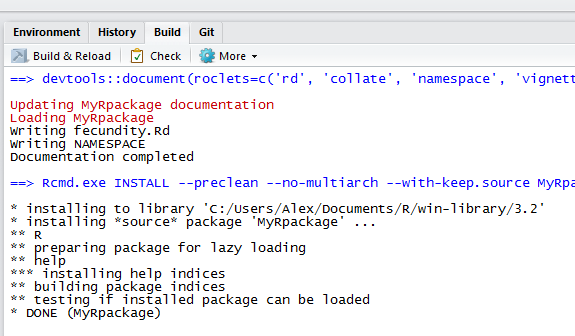 Environment History Build Git
Build & Reload Check More
==> devtools::document(roclets=c('rd', 'collate', 'namespace', 'vignett
Updating MyRpackage documentation
Loading MyRpackage
Writing fecundity.Rd
Writing NAMESPACE
Documentation completed
==> Rcmd.exe INSTALL --preclean --no-multiarch --with-keep.source MyRp
* installing to library 'C:/Users/Alex/Documents/R/win-library/3.2'
* installing *source* package 'MyRpackage' ...
** R
** preparing package for lazy loading
** help
*** installing help indices
** building package indices
** testing if installed package can be loaded
* DONE (MyRpackage)